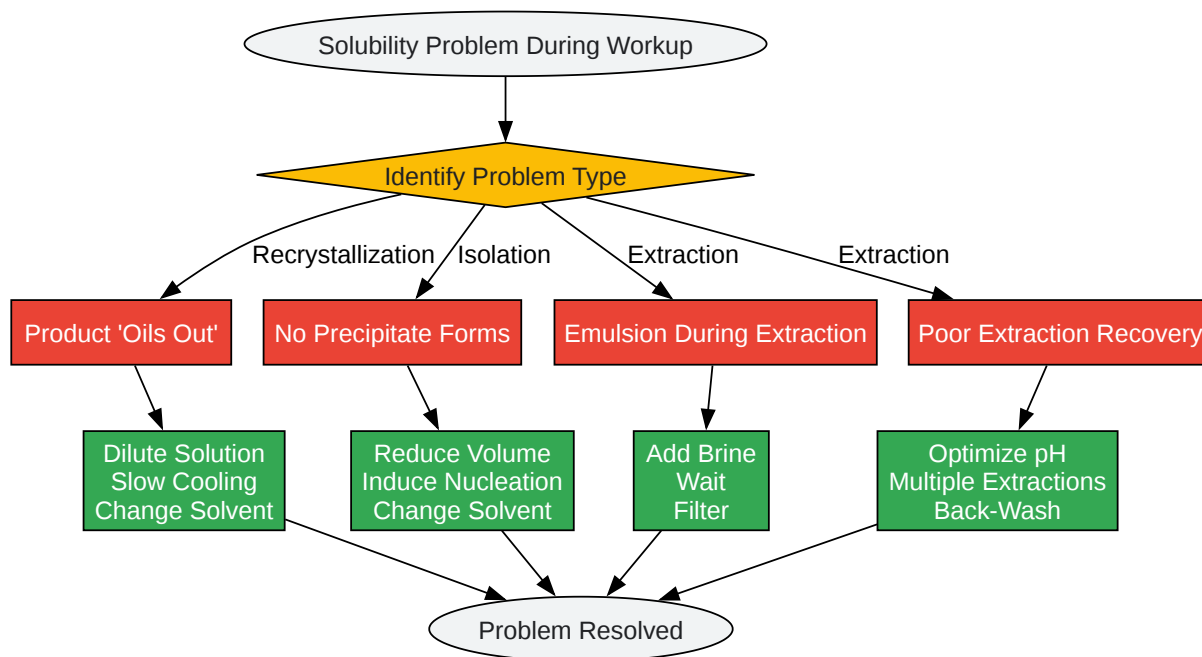 Solubility Problem During Workup
Identify Problem Type
Recrystallization
Isolation
Extraction
Extraction
Product 'Oils Out'
No Precipitate Forms
Emulsion During Extraction
Poor Extraction Recovery
Dilute Solution
Slow Cooling
Change Solvent
Reduce Volume
Induce Nucleation
Change Solvent
Add Brine
Wait
Filter
Optimize pH
Multiple Extractions
Back-Wash
Problem Resolved